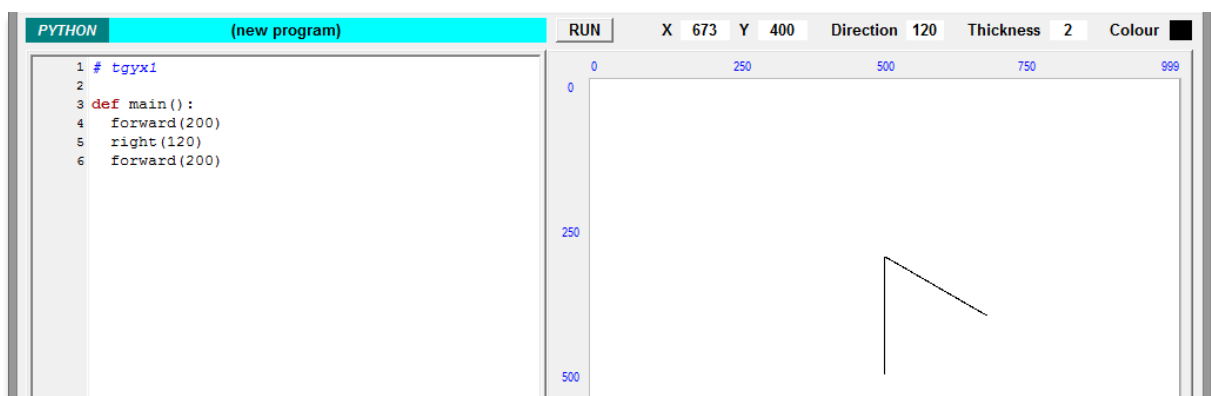 PYTHON (new program) RUN X 673 Y 400 Direction 120 Thickness 2 Colour
1 # tgyx1
2
3 def main():
4 forward(200)
5 right(120)
6 forward(200)
0 250 500 750 999
0
250
500